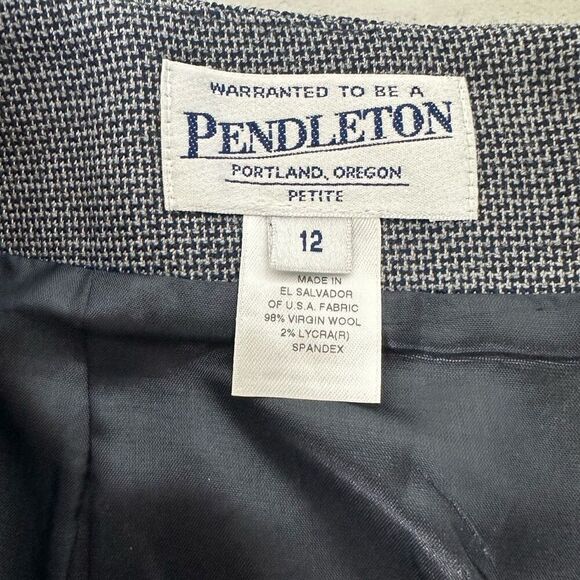 WARRANTED TO BE A
PENDLETON
PORTLAND, OREGON
PETITE
12
MADE IN
EL SALVADOR
OF U.S.A. FABRIC
98% VIRGIN WOOL
2% LYCRA(R)
SPANDEX